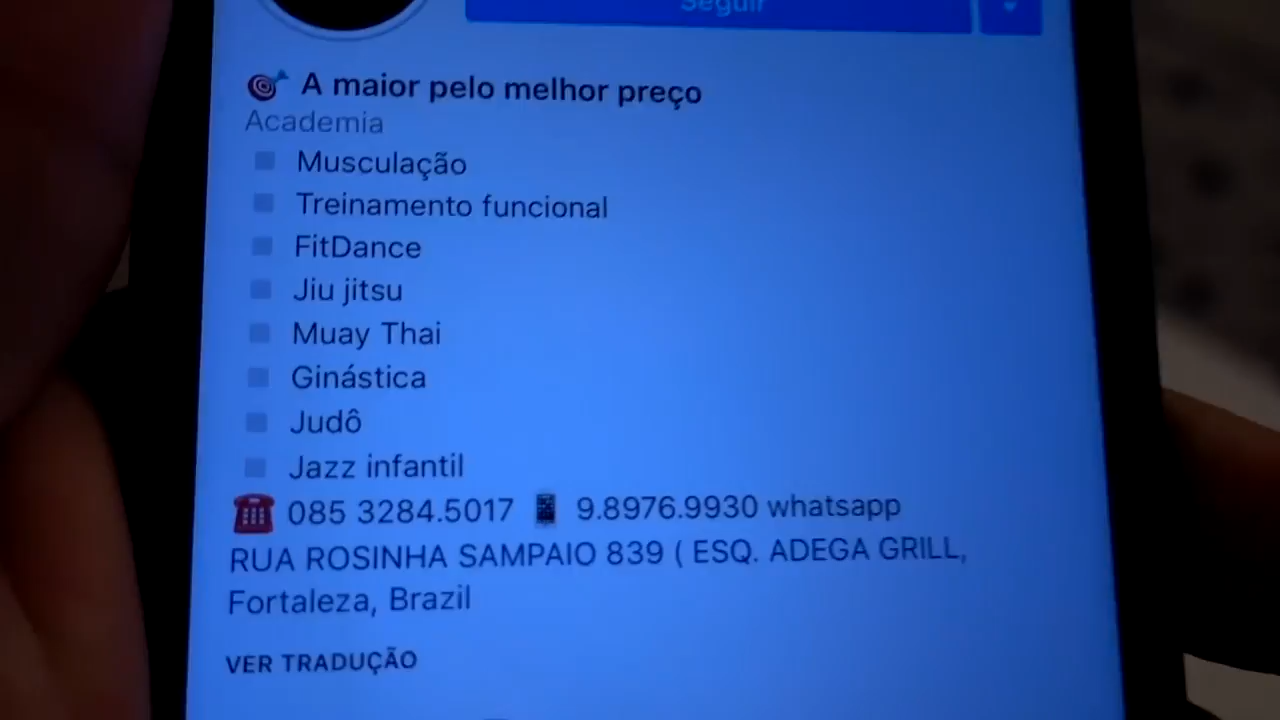 Seguir
🎯 A maior pelo melhor preço
Academia
Musculação
Treinamento funcional
FitDance
Jiu jitsu
Muay Thai
Ginástica
Judô
Jazz infantil
☎️ 085 3284.5017 📱 9.8976.9930 whatsapp
RUA ROSINHA SAMPAIO 839 ( ESQ. ADEGA GRILL,
Fortaleza, Brazil
VER TRADUÇÃO